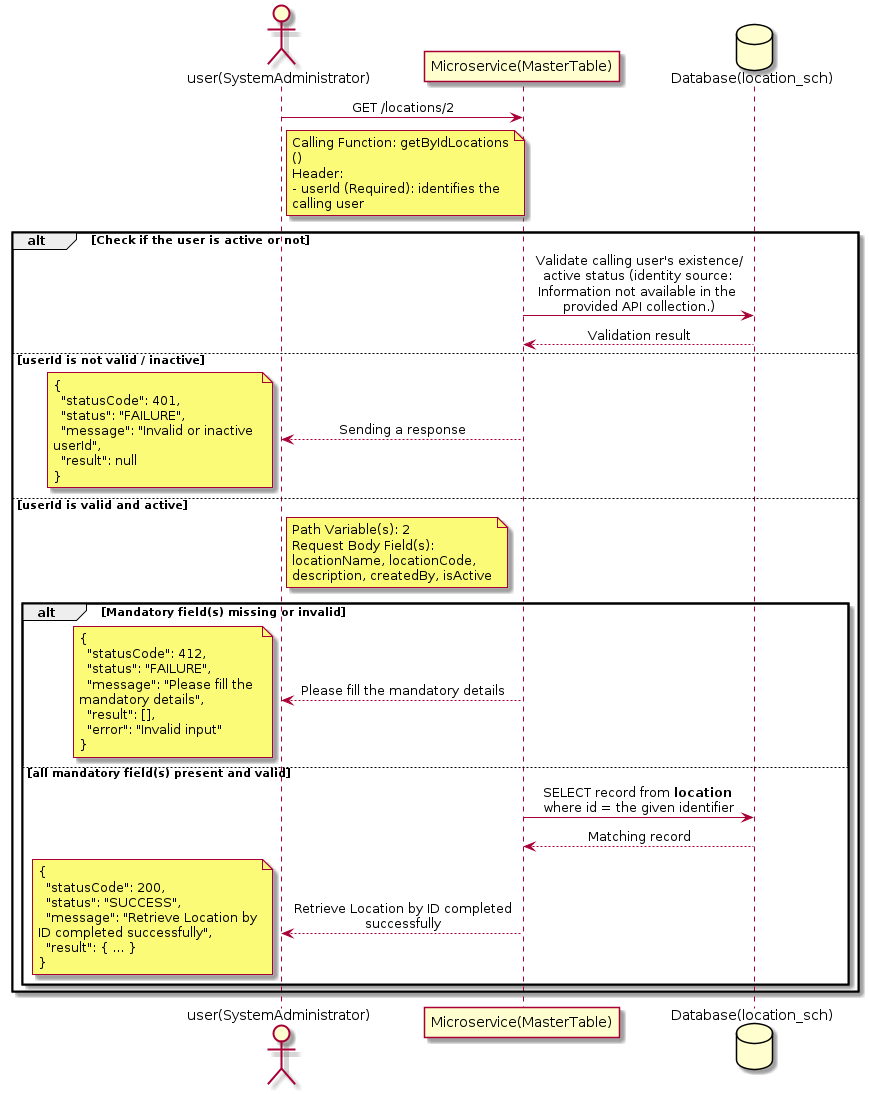 user(SystemAdministrator)
Microservice(MasterTable)
Database(location_sch)
GET /locations/2
Calling Function: getByIdLocations
()
Header:
- userId (Required): identifies the
calling user
alt
[Check if the user is active or not]
Validate calling user's existence/
active status (identity source:
Information not available in the
provided API collection.)
Validation result
[userId is not valid / inactive]
{
"statusCode": 401,
"status": "FAILURE",
"message": "Invalid or inactive
userId",
"result": null
}
Sending a response
[userId is valid and active]
Path Variable(s): 2
Request Body Field(s):
locationName, locationCode,
description, createdBy, isActive
alt
[Mandatory field(s) missing or invalid]
{
"statusCode": 412,
"status": "FAILURE",
"message": "Please fill the
mandatory details",
"result": [],
"error": "Invalid input"
}
Please fill the mandatory details
[all mandatory field(s) present and valid]
SELECT record from location
where id = the given identifier
Matching record
{
"statusCode": 200,
"status": "SUCCESS",
"message": "Retrieve Location by
ID completed successfully",
"result": { ... }
}
Retrieve Location by ID completed
successfully
user(SystemAdministrator)
Microservice(MasterTable)
Database(location_sch)